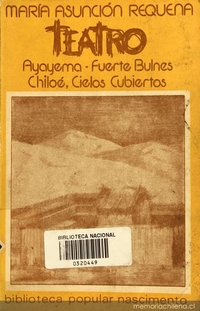 MARÍA ASUNCIÓN REQUENA
TEATRO
Ayayema - Fuerte Bulnes
Chiloé, Cielos Cubiertos
BIBLIOTECA NACIONAL
0320449
biblioteca popular nascimento
memoriachilena.cl